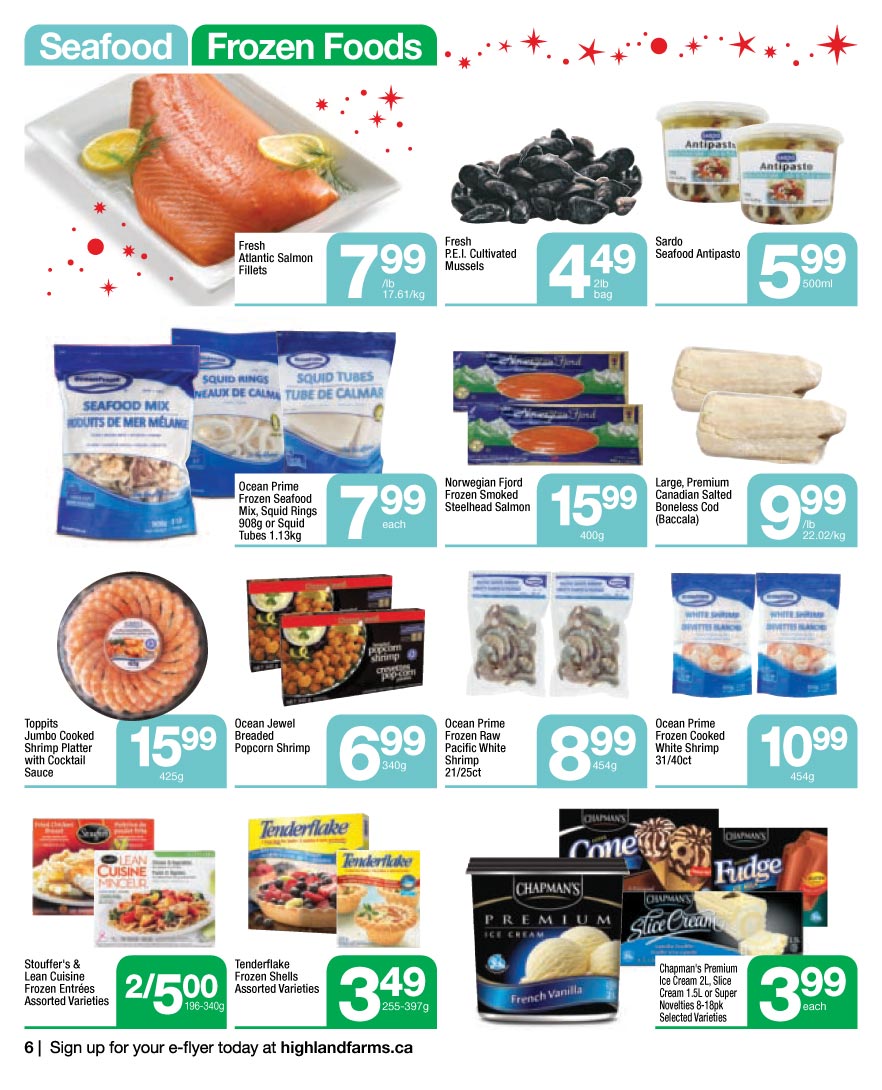 Seafood
Frozen Foods
Antipasto
Antipasto
Fresh
Atlantic Salmon
Fillets
7.99
/lb
17.61/kg
Fresh
P.E.I. Cultivated
Mussels
4.49
2lb
bag
Sardo
Seafood Antipasto
5.99
500ml
SEAFOOD MIX
PRODUITS DE MER MÉLANGE
SQUID RINGS
SQUID TUBES
TUBE DE CALMAR
Norwegian Fjord
Norwegian Fjord
Ocean Prime
Frozen Seafood
Mix, Squid Rings
908g or Squid
Tubes 1.13kg
7.99
each
Norwegian Fjord
Frozen Smoked
Steelhead Salmon
15.99
400g
Large, Premium
Canadian Salted
Boneless Cod
(Baccala)
9.99
/lb
22.02/kg
popcorn
shrimp
WHITE SHRIMP
WHITE SHRIMP
Toppits
Jumbo Cooked
Shrimp Platter
with Cocktail
Sauce
15.99
425g
Ocean Jewel
Breaded
Popcorn Shrimp
6.99
340g
Ocean Prime
Frozen Raw
Pacific White
Shrimp
21/25ct
8.99
454g
Ocean Prime
Frozen Cooked
White Shrimp
31/40ct
10.99
454g
Stouffer's
LEAN
CUISINE
MINCEUR
Tenderflake
Tenderflake
CHAPMAN'S
Cone
CHAPMAN'S
Fudge
CHAPMAN'S
Slice Cream
CHAPMAN'S
PREMIUM
ICE CREAM
French Vanilla
Stouffer's &
Lean Cuisine
Frozen Entrées
Assorted Varieties
2/5.00
196-340g
Tenderflake
Frozen Shells
Assorted Varieties
3.49
255-397g
Chapman's Premium
Ice Cream 2L, Slice
Cream 1.5L or Super
Novelties 8-18pk
Selected Varieties
3.99
each
6 | Sign up for your e-flyer today at highlandfarms.ca